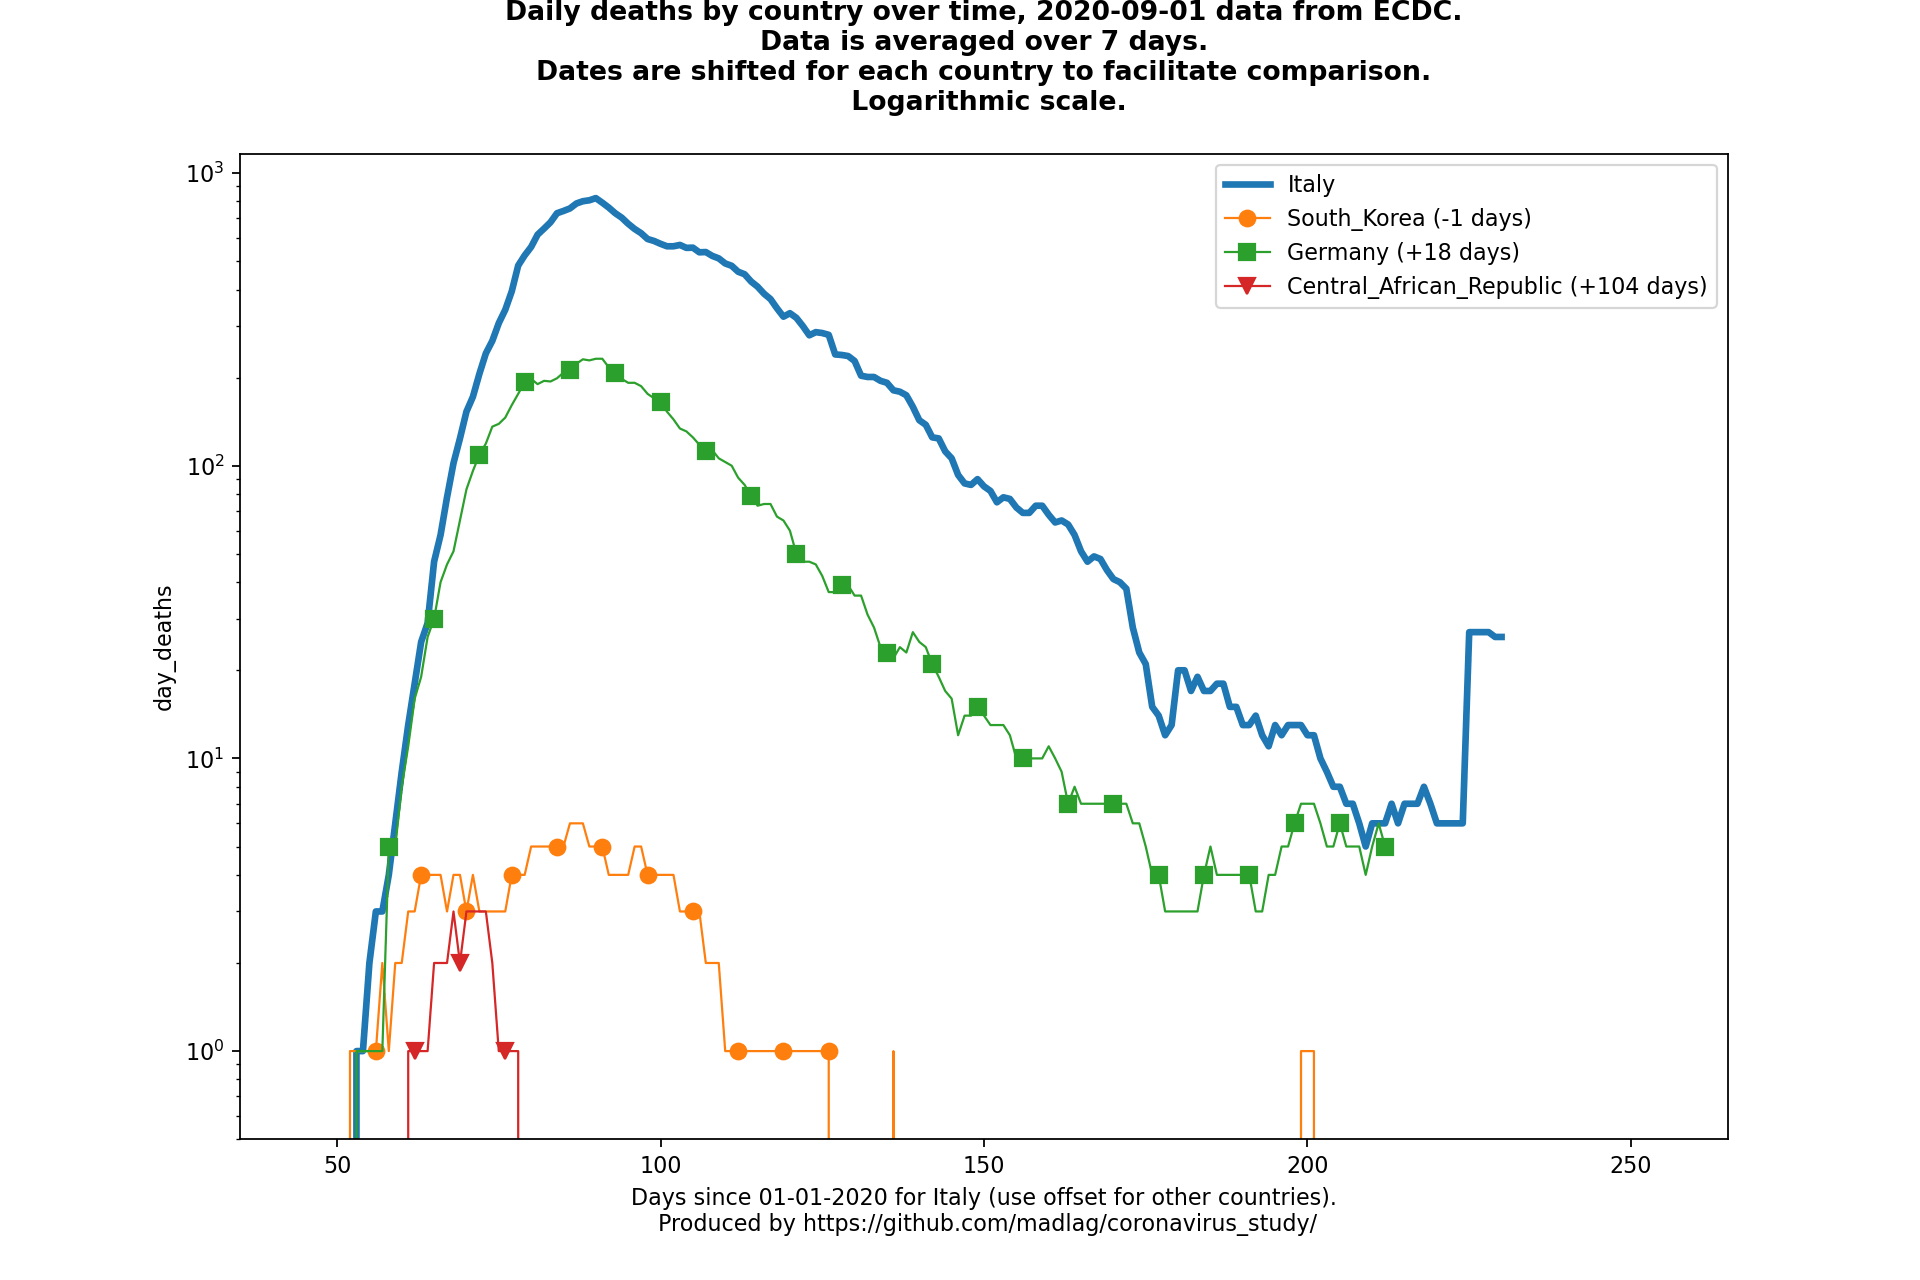 Daily deaths by country over time, 2020-09-01 data from ECDC.
Data is averaged over 7 days.
Dates are shifted for each country to facilitate comparison.
Logarithmic scale.
10³
10²
10¹
10⁰
day_deaths
Italy
South_Korea (-1 days)
Germany (+18 days)
Central_African_Republic (+104 days)
50 100 150 200 250
Days since 01-01-2020 for Italy (use offset for other countries).
Produced by https://github.com/madlag/coronavirus_study/